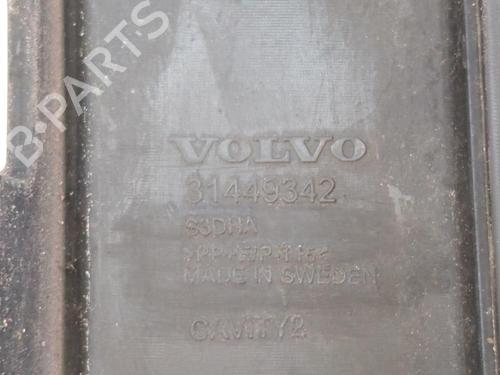 B-PARTS
VOLVO
31449342
MADE IN SWEDEN
CAVITY2